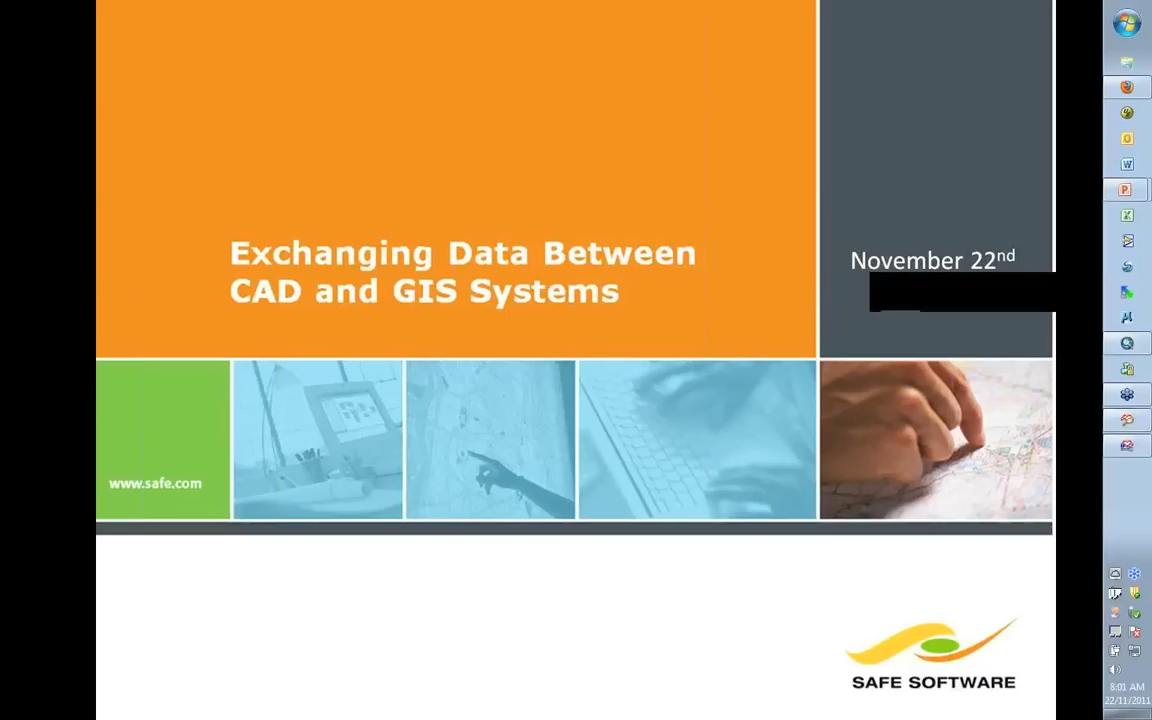 Exchanging Data Between
CAD and GIS Systems
November 22nd
www.safe.com
SAFE SOFTWARE
8:01 AM
22/11/2011